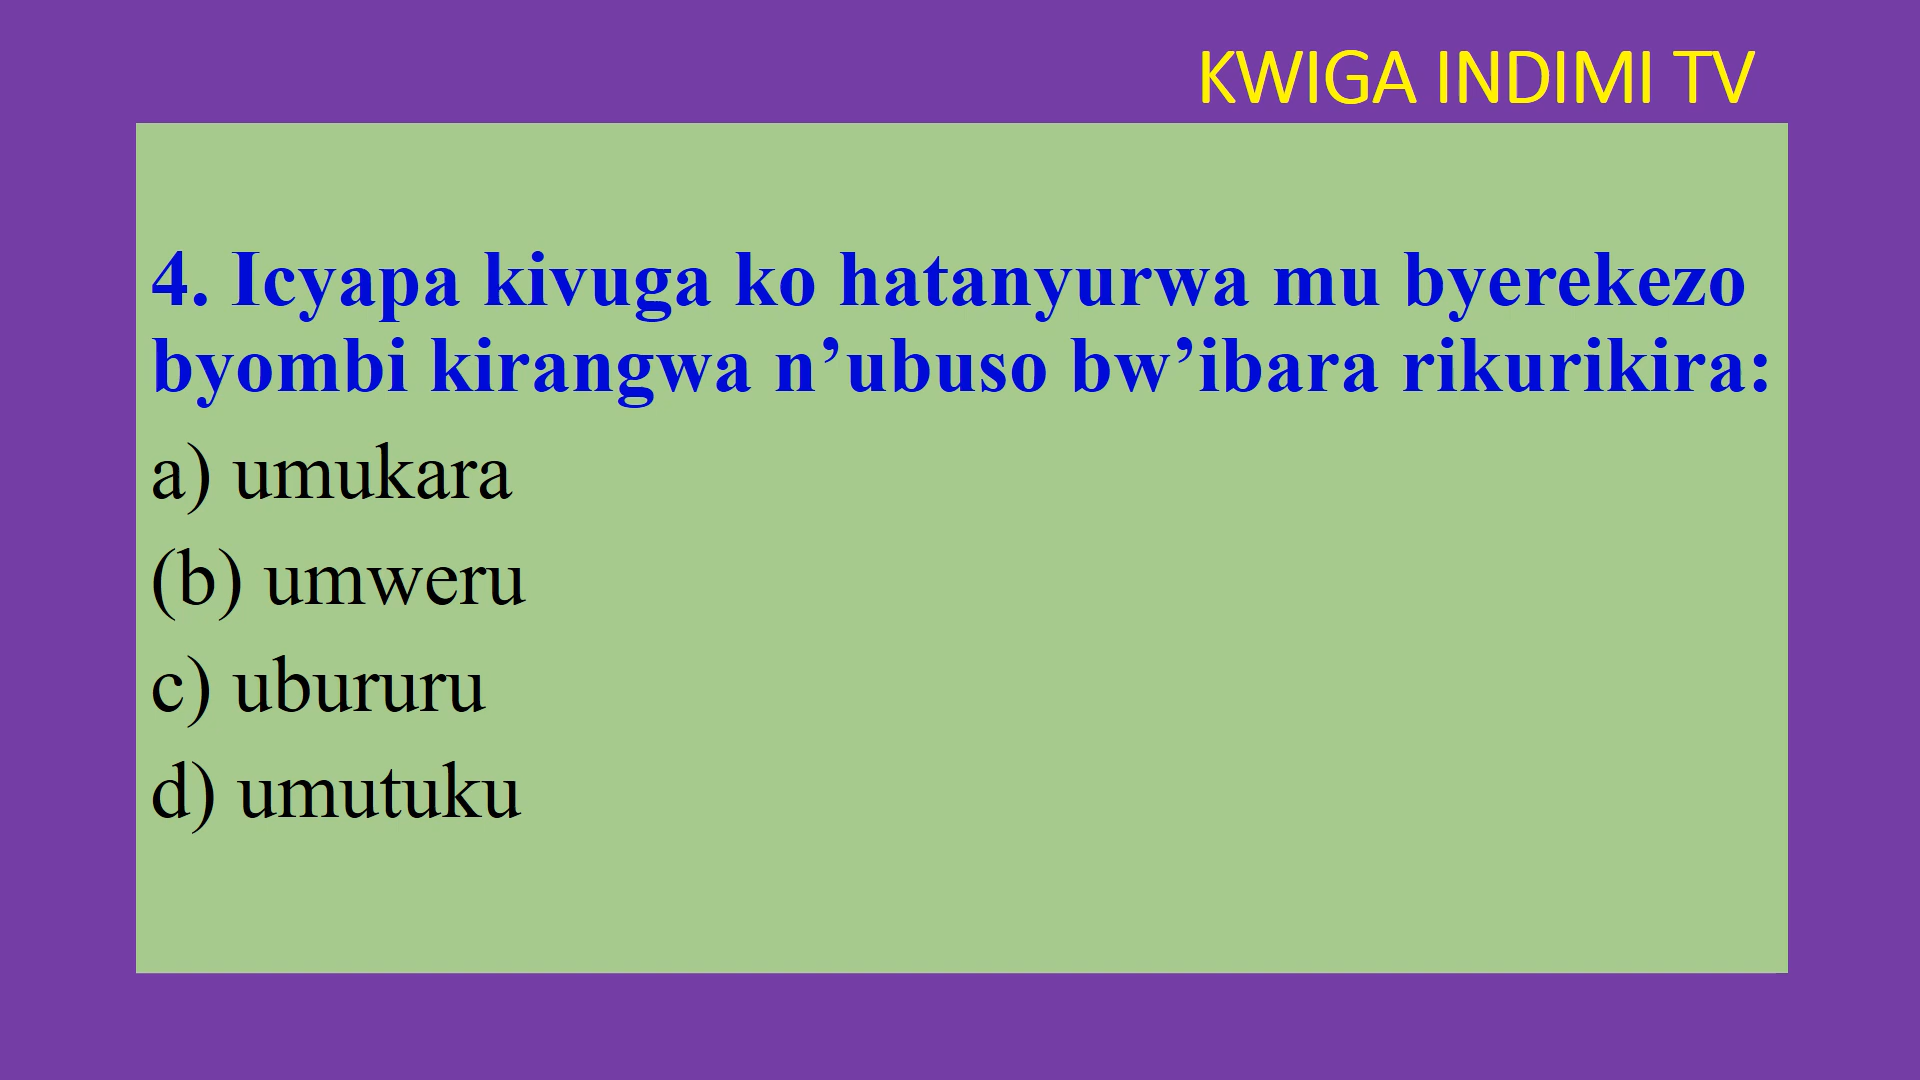 KWIGA INDIMI TV
4. Icyapa kivuga ko hatanyurwa mu byerekezo
byombi kirangwa n’ubuso bw’ibara rikurikira:
a) umukara
(b) umweru
c) ubururu
d) umutuku